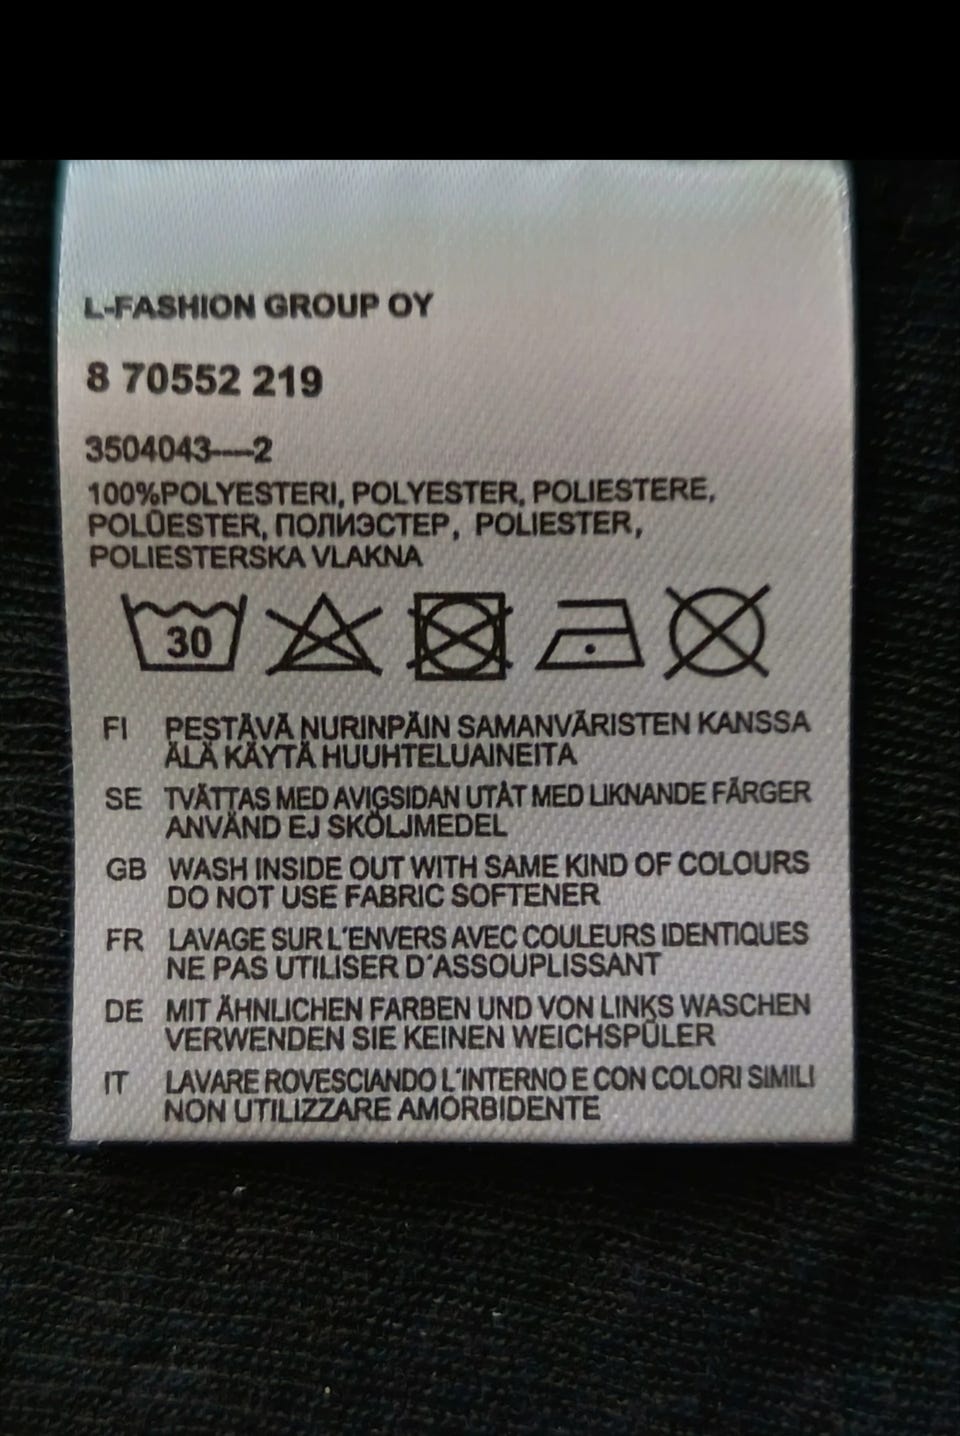 L-FASHION GROUP OY
8 70552 219
3504043----2
100%POLYESTERI, POLYESTER, POLIESTERE,
POLÜESTER, ПОЛИЭСТЕР, POLIESTER,
POLIESTERSKA VLAKNA
30
FI PESTÄVÄ NURINPÄIN SAMANVÄRISTEN KANSSA
ÄLÄ KÄYTÄ HUUHTELUAINEITA
SE TVÄTTAS MED AVIGSIDAN UTÅT MED LIKNANDE FÄRGER
ANVÄND EJ SKÖLJMEDEL
GB WASH INSIDE OUT WITH SAME KIND OF COLOURS
DO NOT USE FABRIC SOFTENER
FR LAVAGE SUR L'ENVERS AVEC COULEURS IDENTIQUES
NE PAS UTILISER D'ASSOUPLISSANT
DE MIT ÄHNLICHEN FARBEN UND VON LINKS WASCHEN
VERWENDEN SIE KEINEN WEICHSPÜLER
IT LAVARE ROVESCIANDO L'INTERNO E CON COLORI SIMILI
NON UTILIZZARE AMORBIDENTE